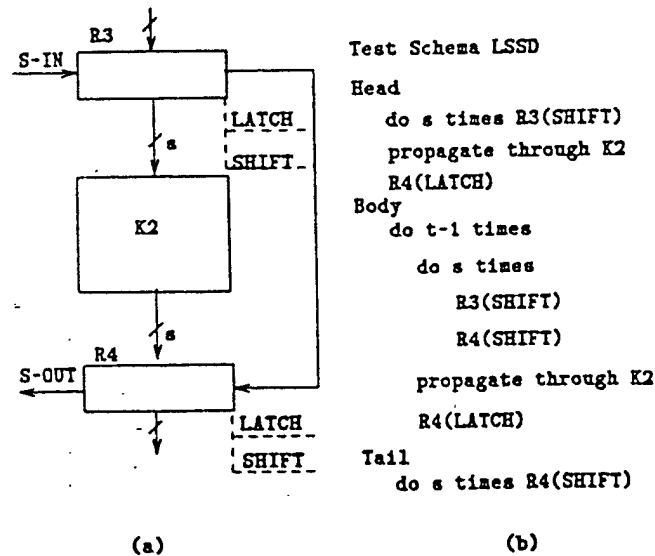 R3
S-IN
LATCH
s
SHIFT
K2
s
R4
S-OUT
LATCH
SHIFT
(a)
Test Schema LSSD
Head
do s times R3(SHIFT)
propagate through K2
R4(LATCH)
Body
do t-1 times
do s times
R3(SHIFT)
R4(SHIFT)
propagate through K2
R4(LATCH)
Tail
do s times R4(SHIFT)
(b)